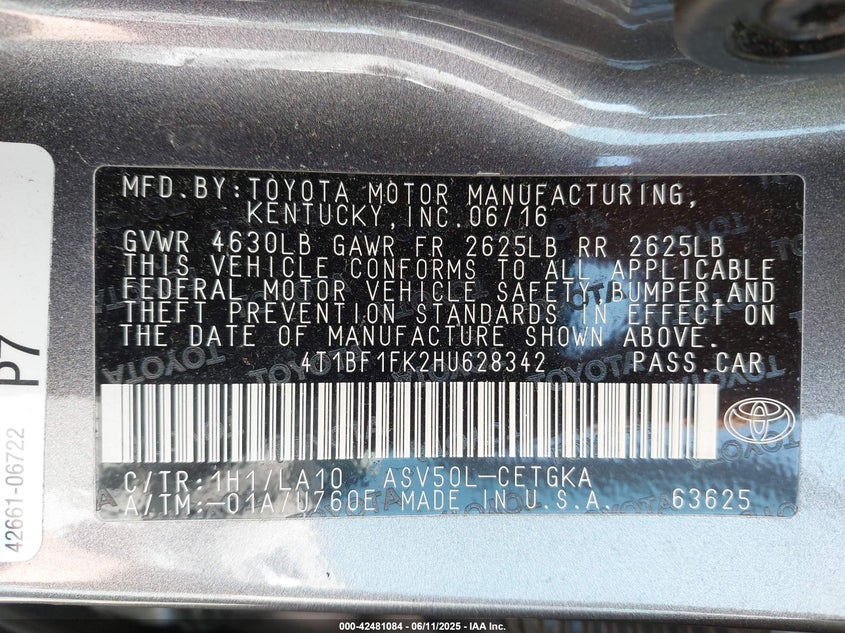 MFD.BY:TOYOTA MOTOR MANUFACTURING,
KENTUCKY,INC.06/16
GVWR 4630LB GAWR FR 2625LB RR 2625LB
THIS VEHICLE CONFORMS TO ALL APPLICABLE
FEDERAL MOTOR VEHICLE SAFETY,BUMPER,AND
THEFT PREVENTION STANDARDS IN EFFECT ON
THE DATE OF MANUFACTURE SHOWN ABOVE.
4T1BF1FK2HU628342 PASS.CAR
C/TR:1H1/LA10 ASV50L-CETGKA
A/TM:-01A/U760E MADE IN U.S.A. 63625
P7
42661-06722
000-42481084 - 06/11/2025 - IAA Inc.